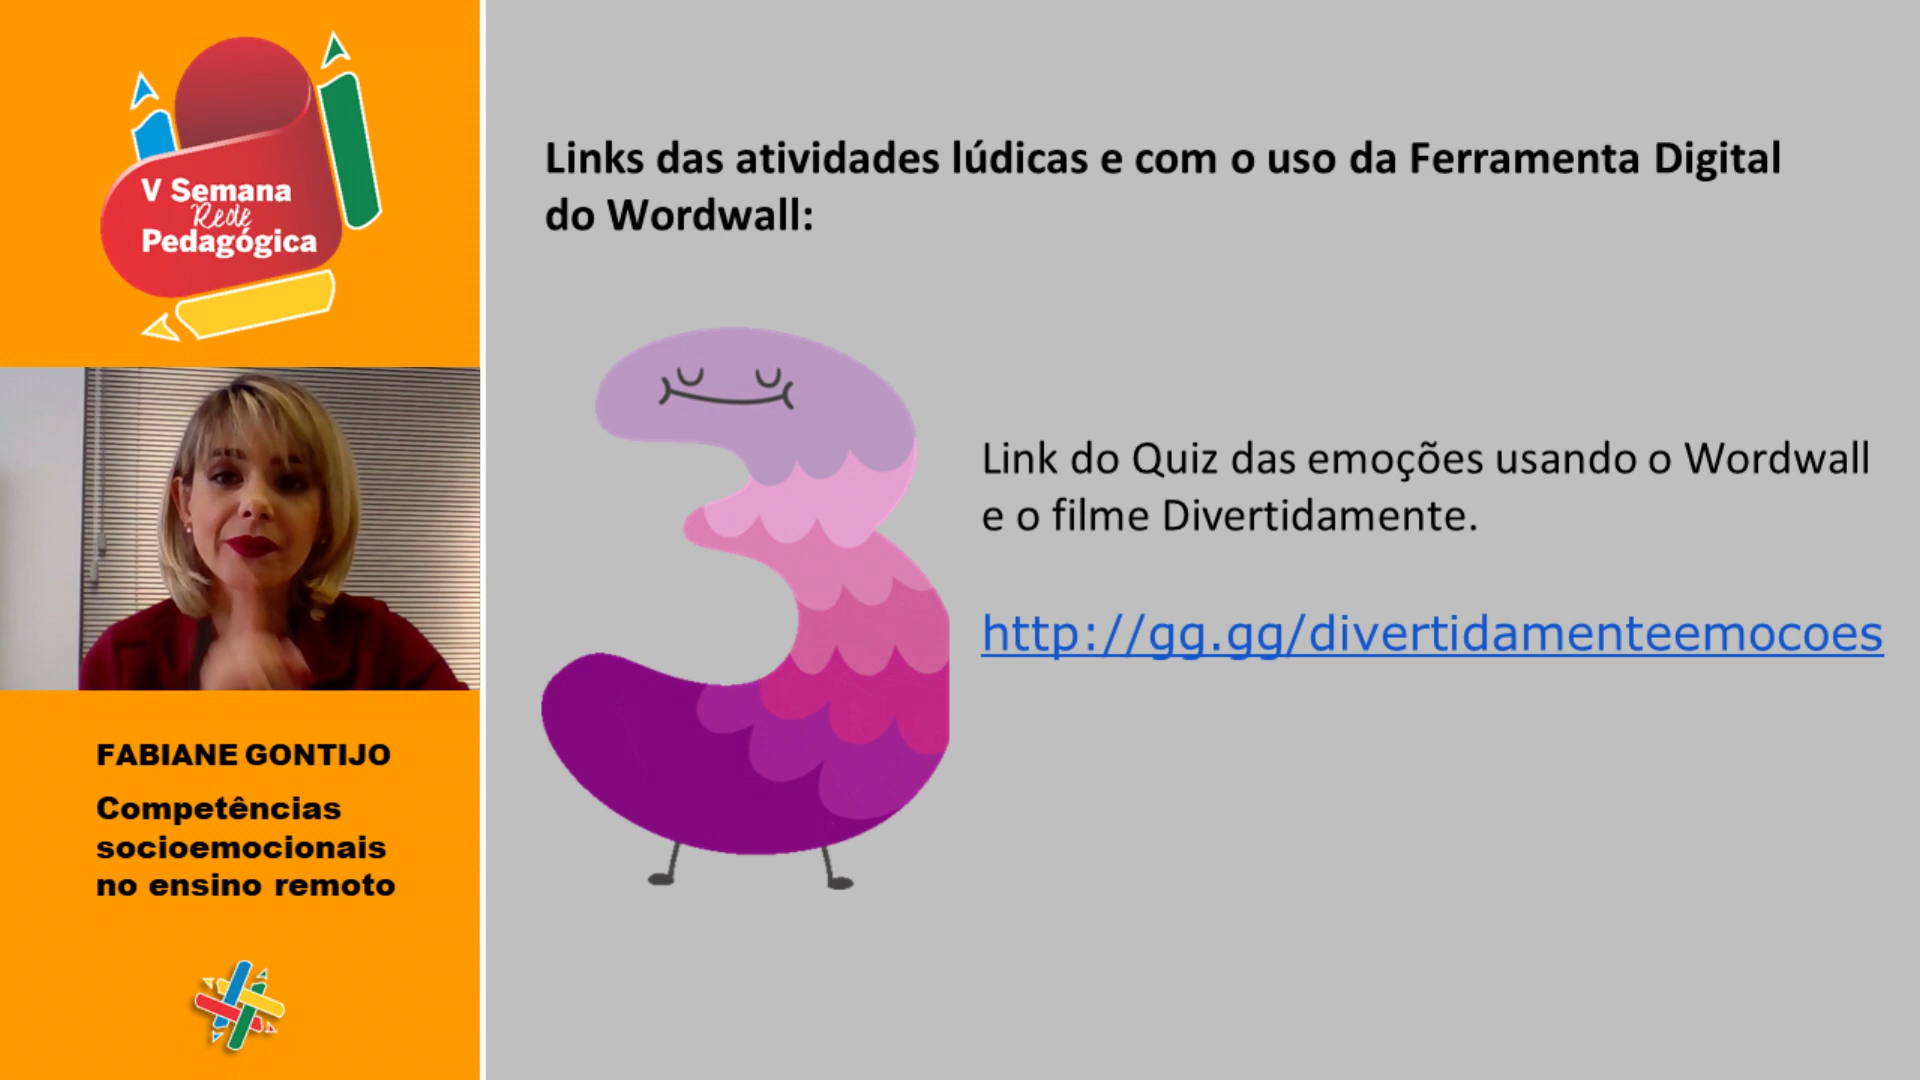 V Semana
Rede
Pedagógica
FABIANE GONTIJO
Competências
socioemocionais
no ensino remoto
Links das atividades lúdicas e com o uso da Ferramenta Digital
do Wordwall:
Link do Quiz das emoções usando o Wordwall
e o filme Divertidamente.
http://gg.gg/divertidamenteemocoes